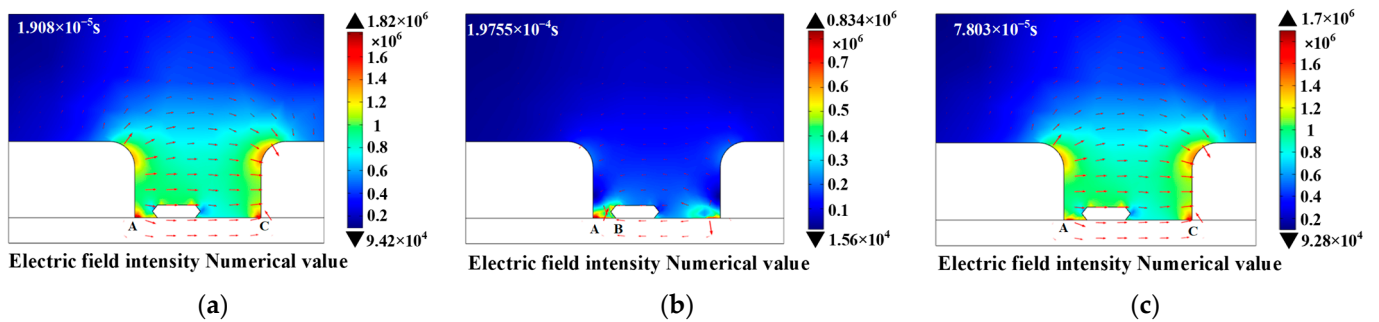 1.908×10⁻⁵s
1.82×10⁶
×10⁶
1.6
1.4
1.2
1
0.8
0.6
0.4
0.2
9.42×10⁴
A
C
Electric field intensity Numerical value
(a)
1.9755×10⁻⁴s
0.834×10⁶
×10⁶
0.8
0.7
0.6
0.5
0.4
0.3
0.2
0.1
1.56×10⁴
A B
Electric field intensity Numerical value
(b)
7.803×10⁻⁵s
1.7×10⁶
×10⁶
1.6
1.4
1.2
1
0.8
0.6
0.4
0.2
9.28×10⁴
A
C
Electric field intensity Numerical value
(c)